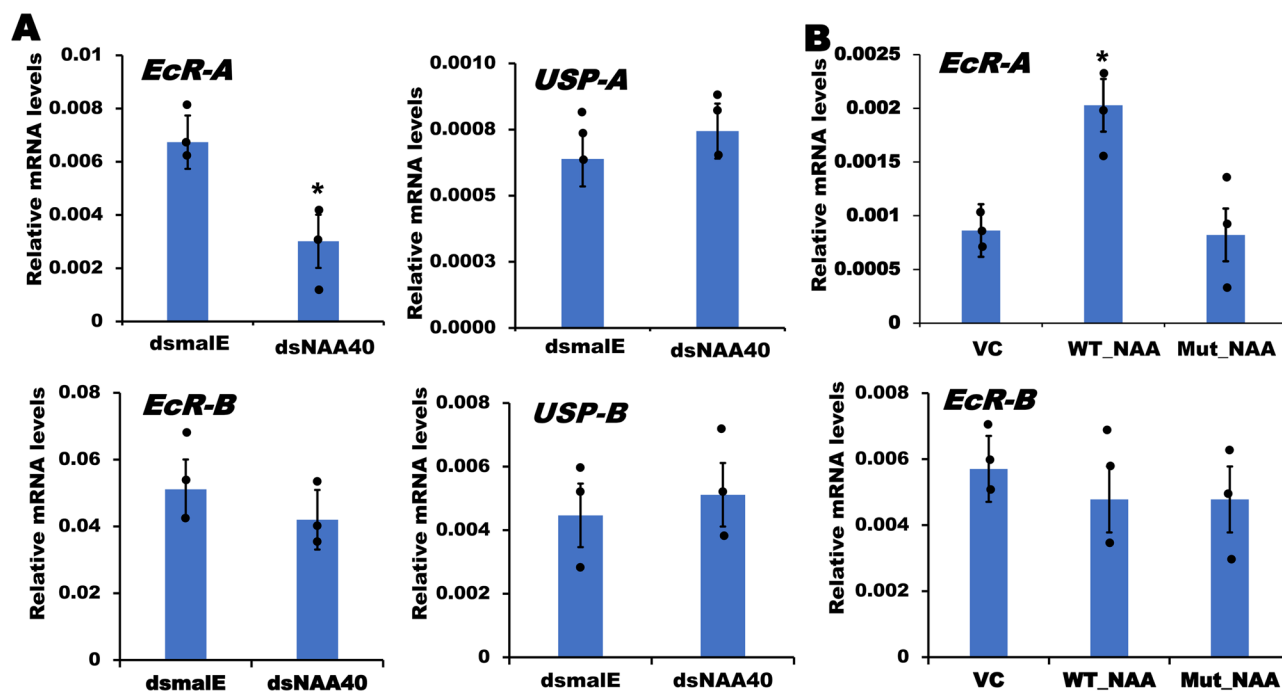 A
EcR-A
Relative mRNA levels
0.01
0.008
0.006
0.004
0.002
0
*
dsmalE dsNAA40
USP-A
Relative mRNA levels
0.0010
0.0008
0.0005
0.0003
0.0000
dsmalE dsNAA40
EcR-B
Relative mRNA levels
0.08
0.06
0.04
0.02
0
dsmalE dsNAA40
USP-B
Relative mRNA levels
0.008
0.006
0.004
0.002
0
dsmalE dsNAA40
B
EcR-A
Relative mRNA levels
0.0025
0.002
0.0015
0.001
0.0005
0
*
VC WT_NAA Mut_NAA
EcR-B
Relative mRNA levels
0.008
0.006
0.004
0.002
0
VC WT_NAA Mut_NAA